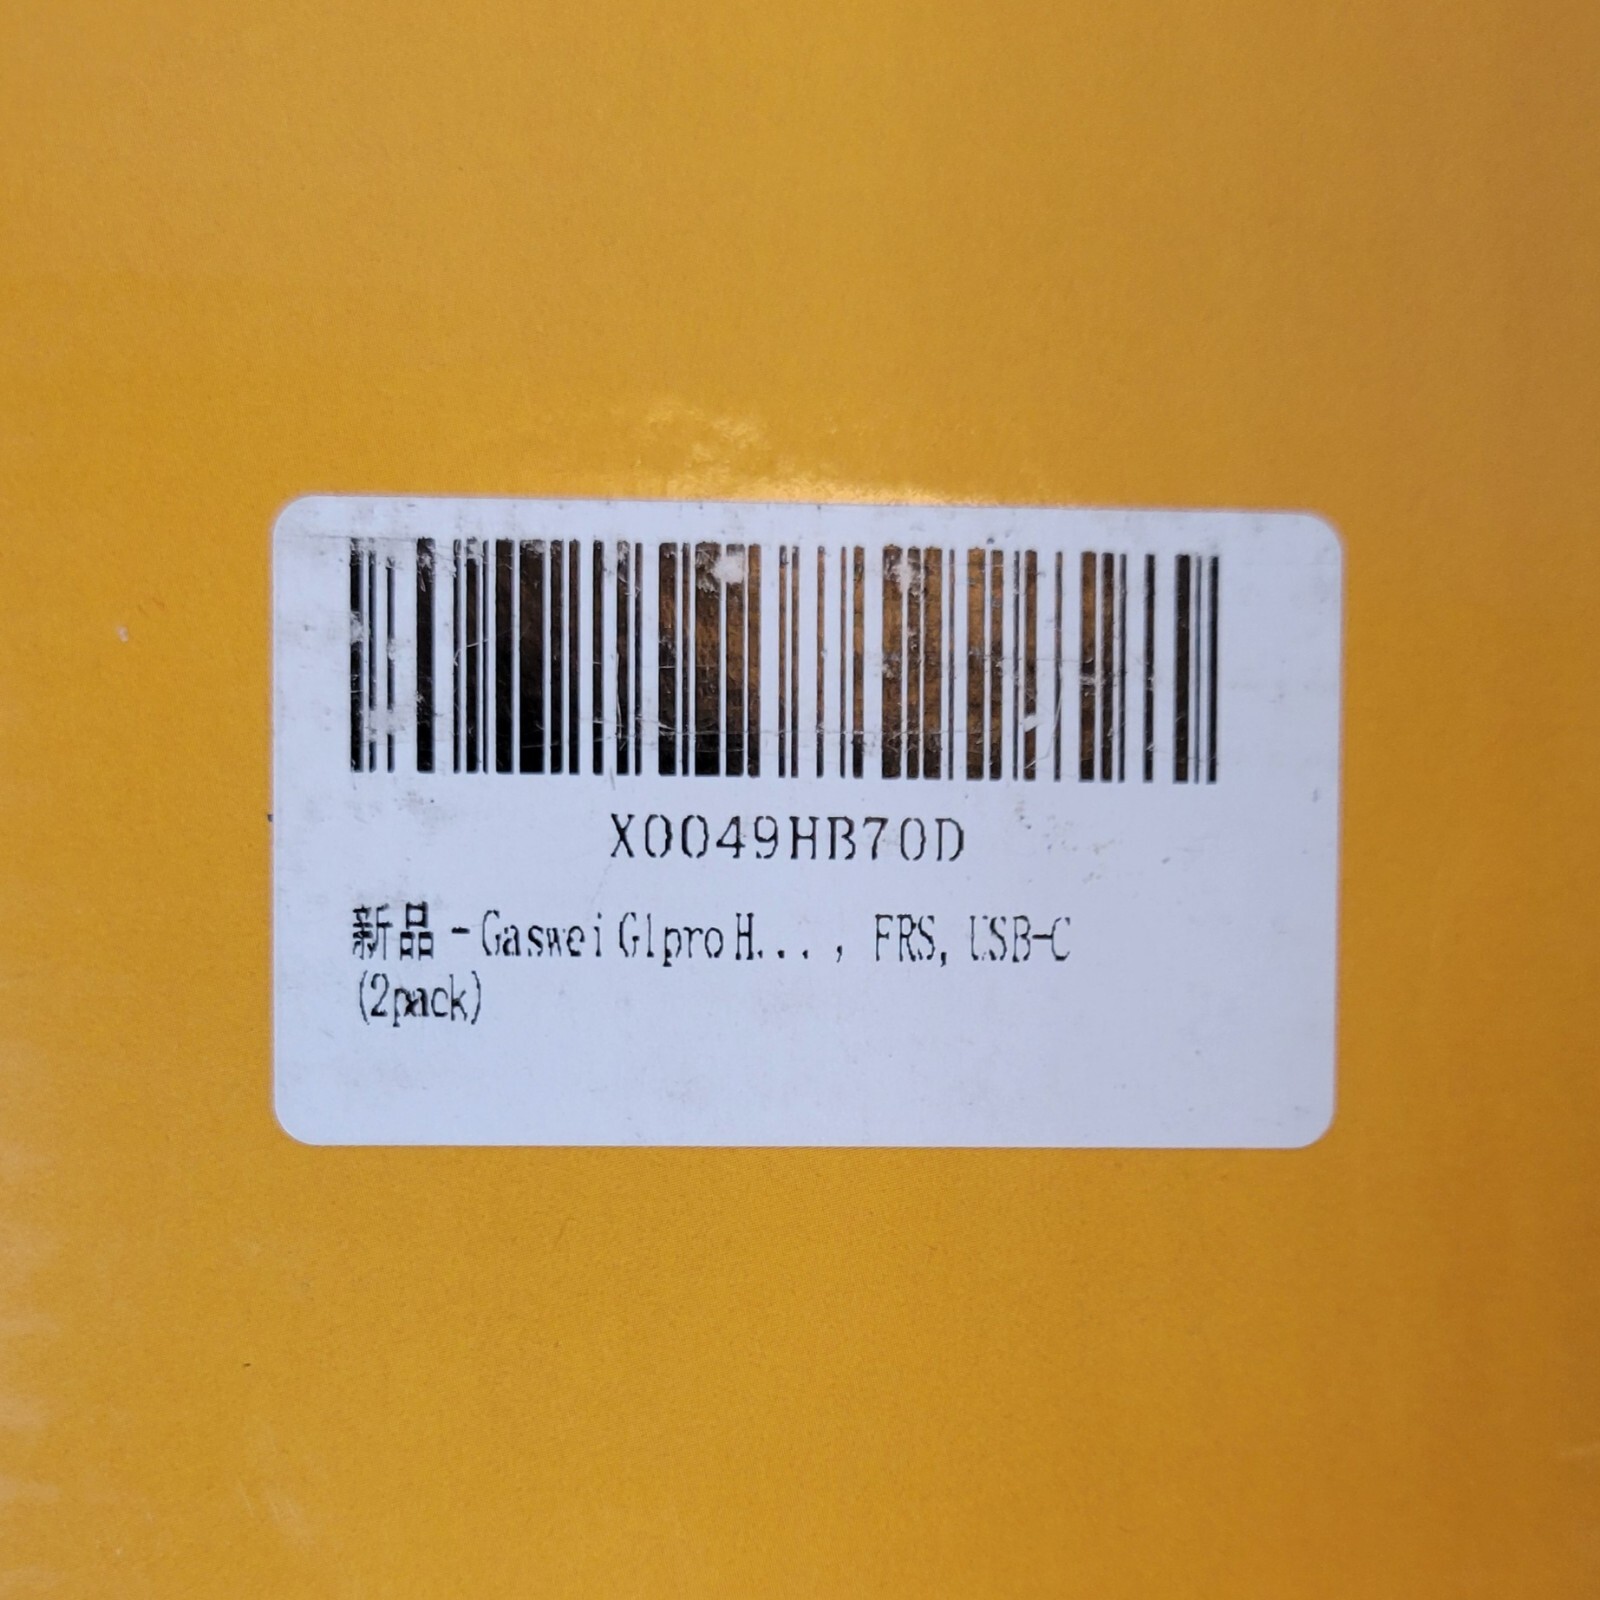 X0049HB70D
新品 - Gaswei G1pro H... , FRS, USB-C
(2pack)